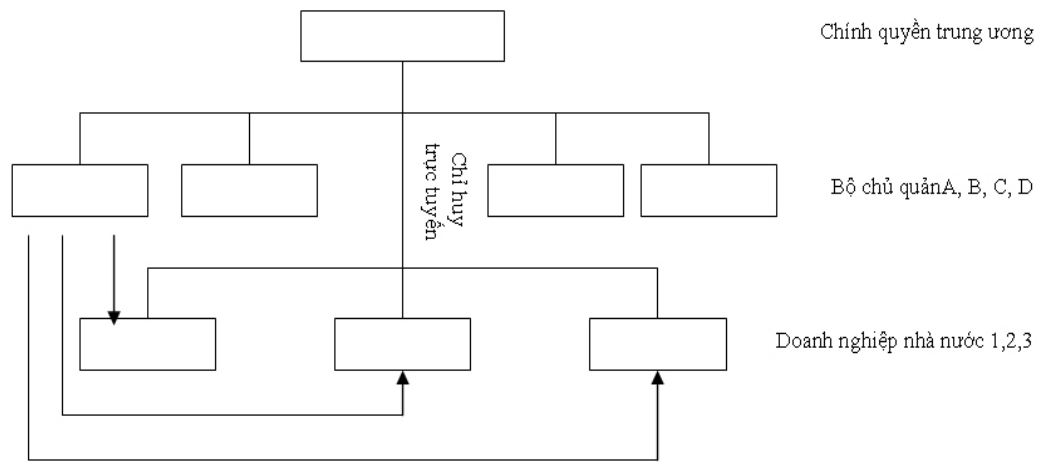 Chính quyền trung ương
Chỉ huy
trực tuyến
Bộ chủ quảnA, B, C, D
Doanh nghiệp nhà nước 1,2,3